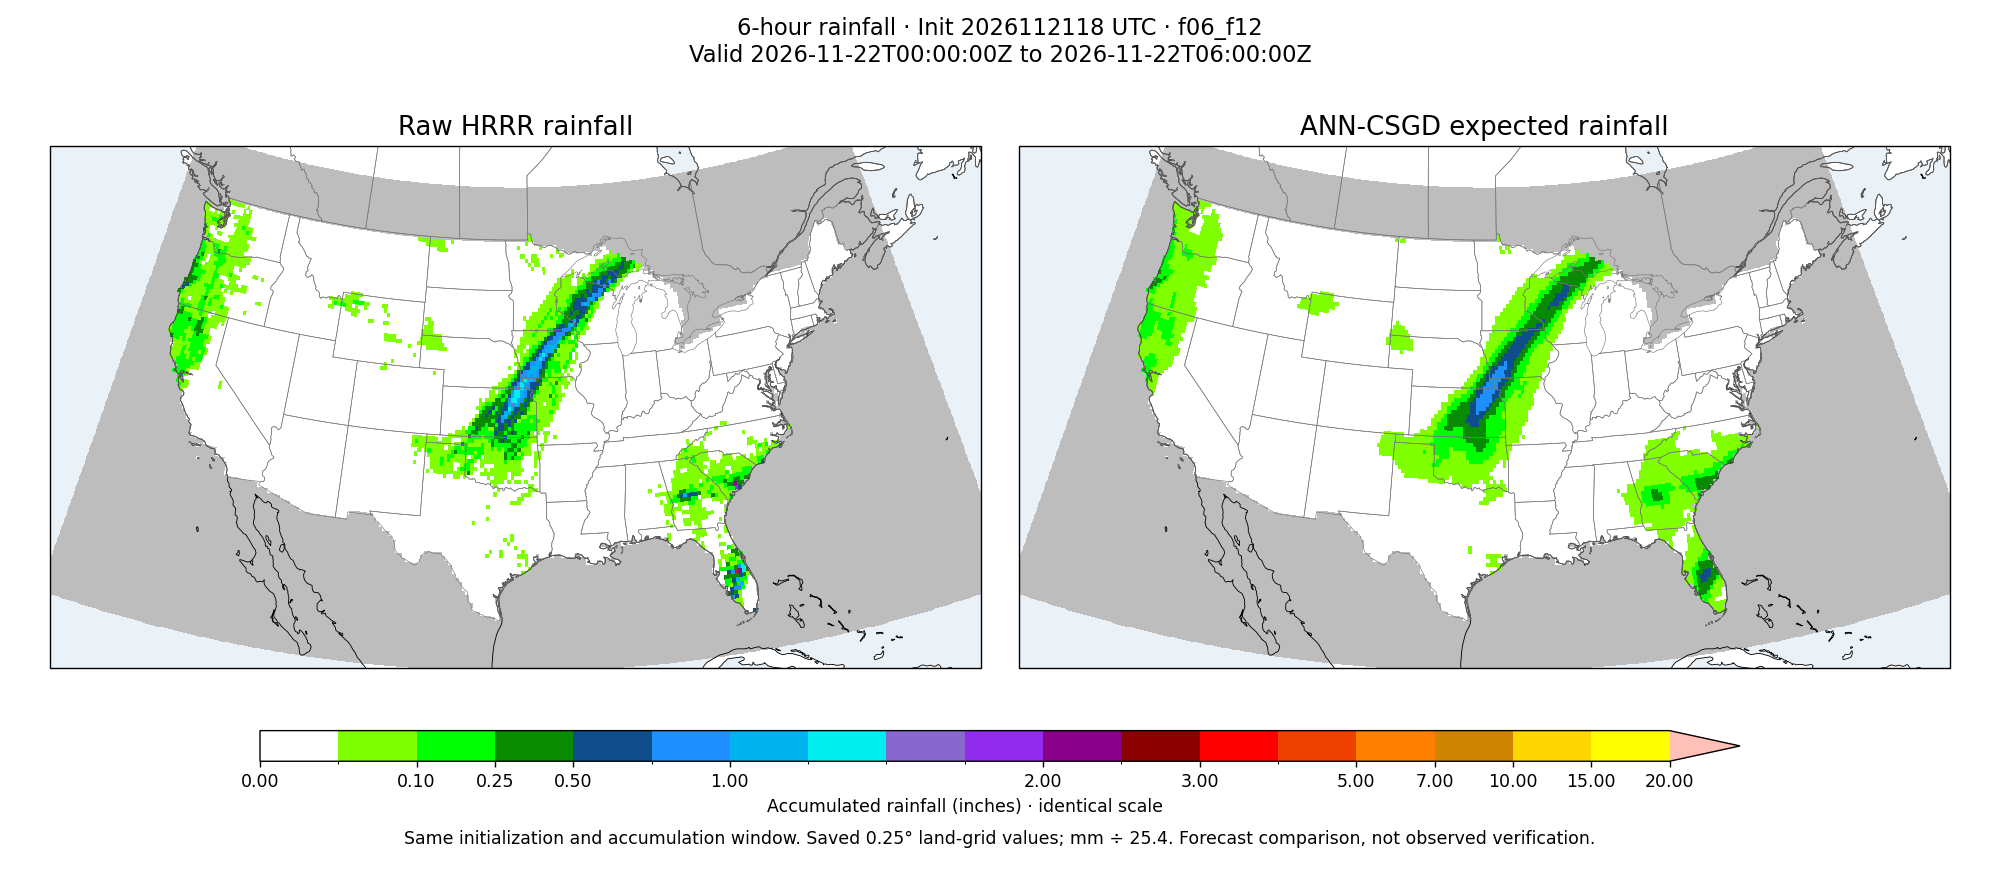 6-hour rainfall · Init 2026112118 UTC · f06_f12
Valid 2026-11-22T00:00:00Z to 2026-11-22T06:00:00Z
Raw HRRR rainfall
ANN-CSGD expected rainfall
0.00 0.10 0.25 0.50 1.00 2.00 3.00 5.00 7.00 10.00 15.00 20.00
Accumulated rainfall (inches) · identical scale
Same initialization and accumulation window. Saved 0.25° land-grid values; mm ÷ 25.4. Forecast comparison, not observed verification.